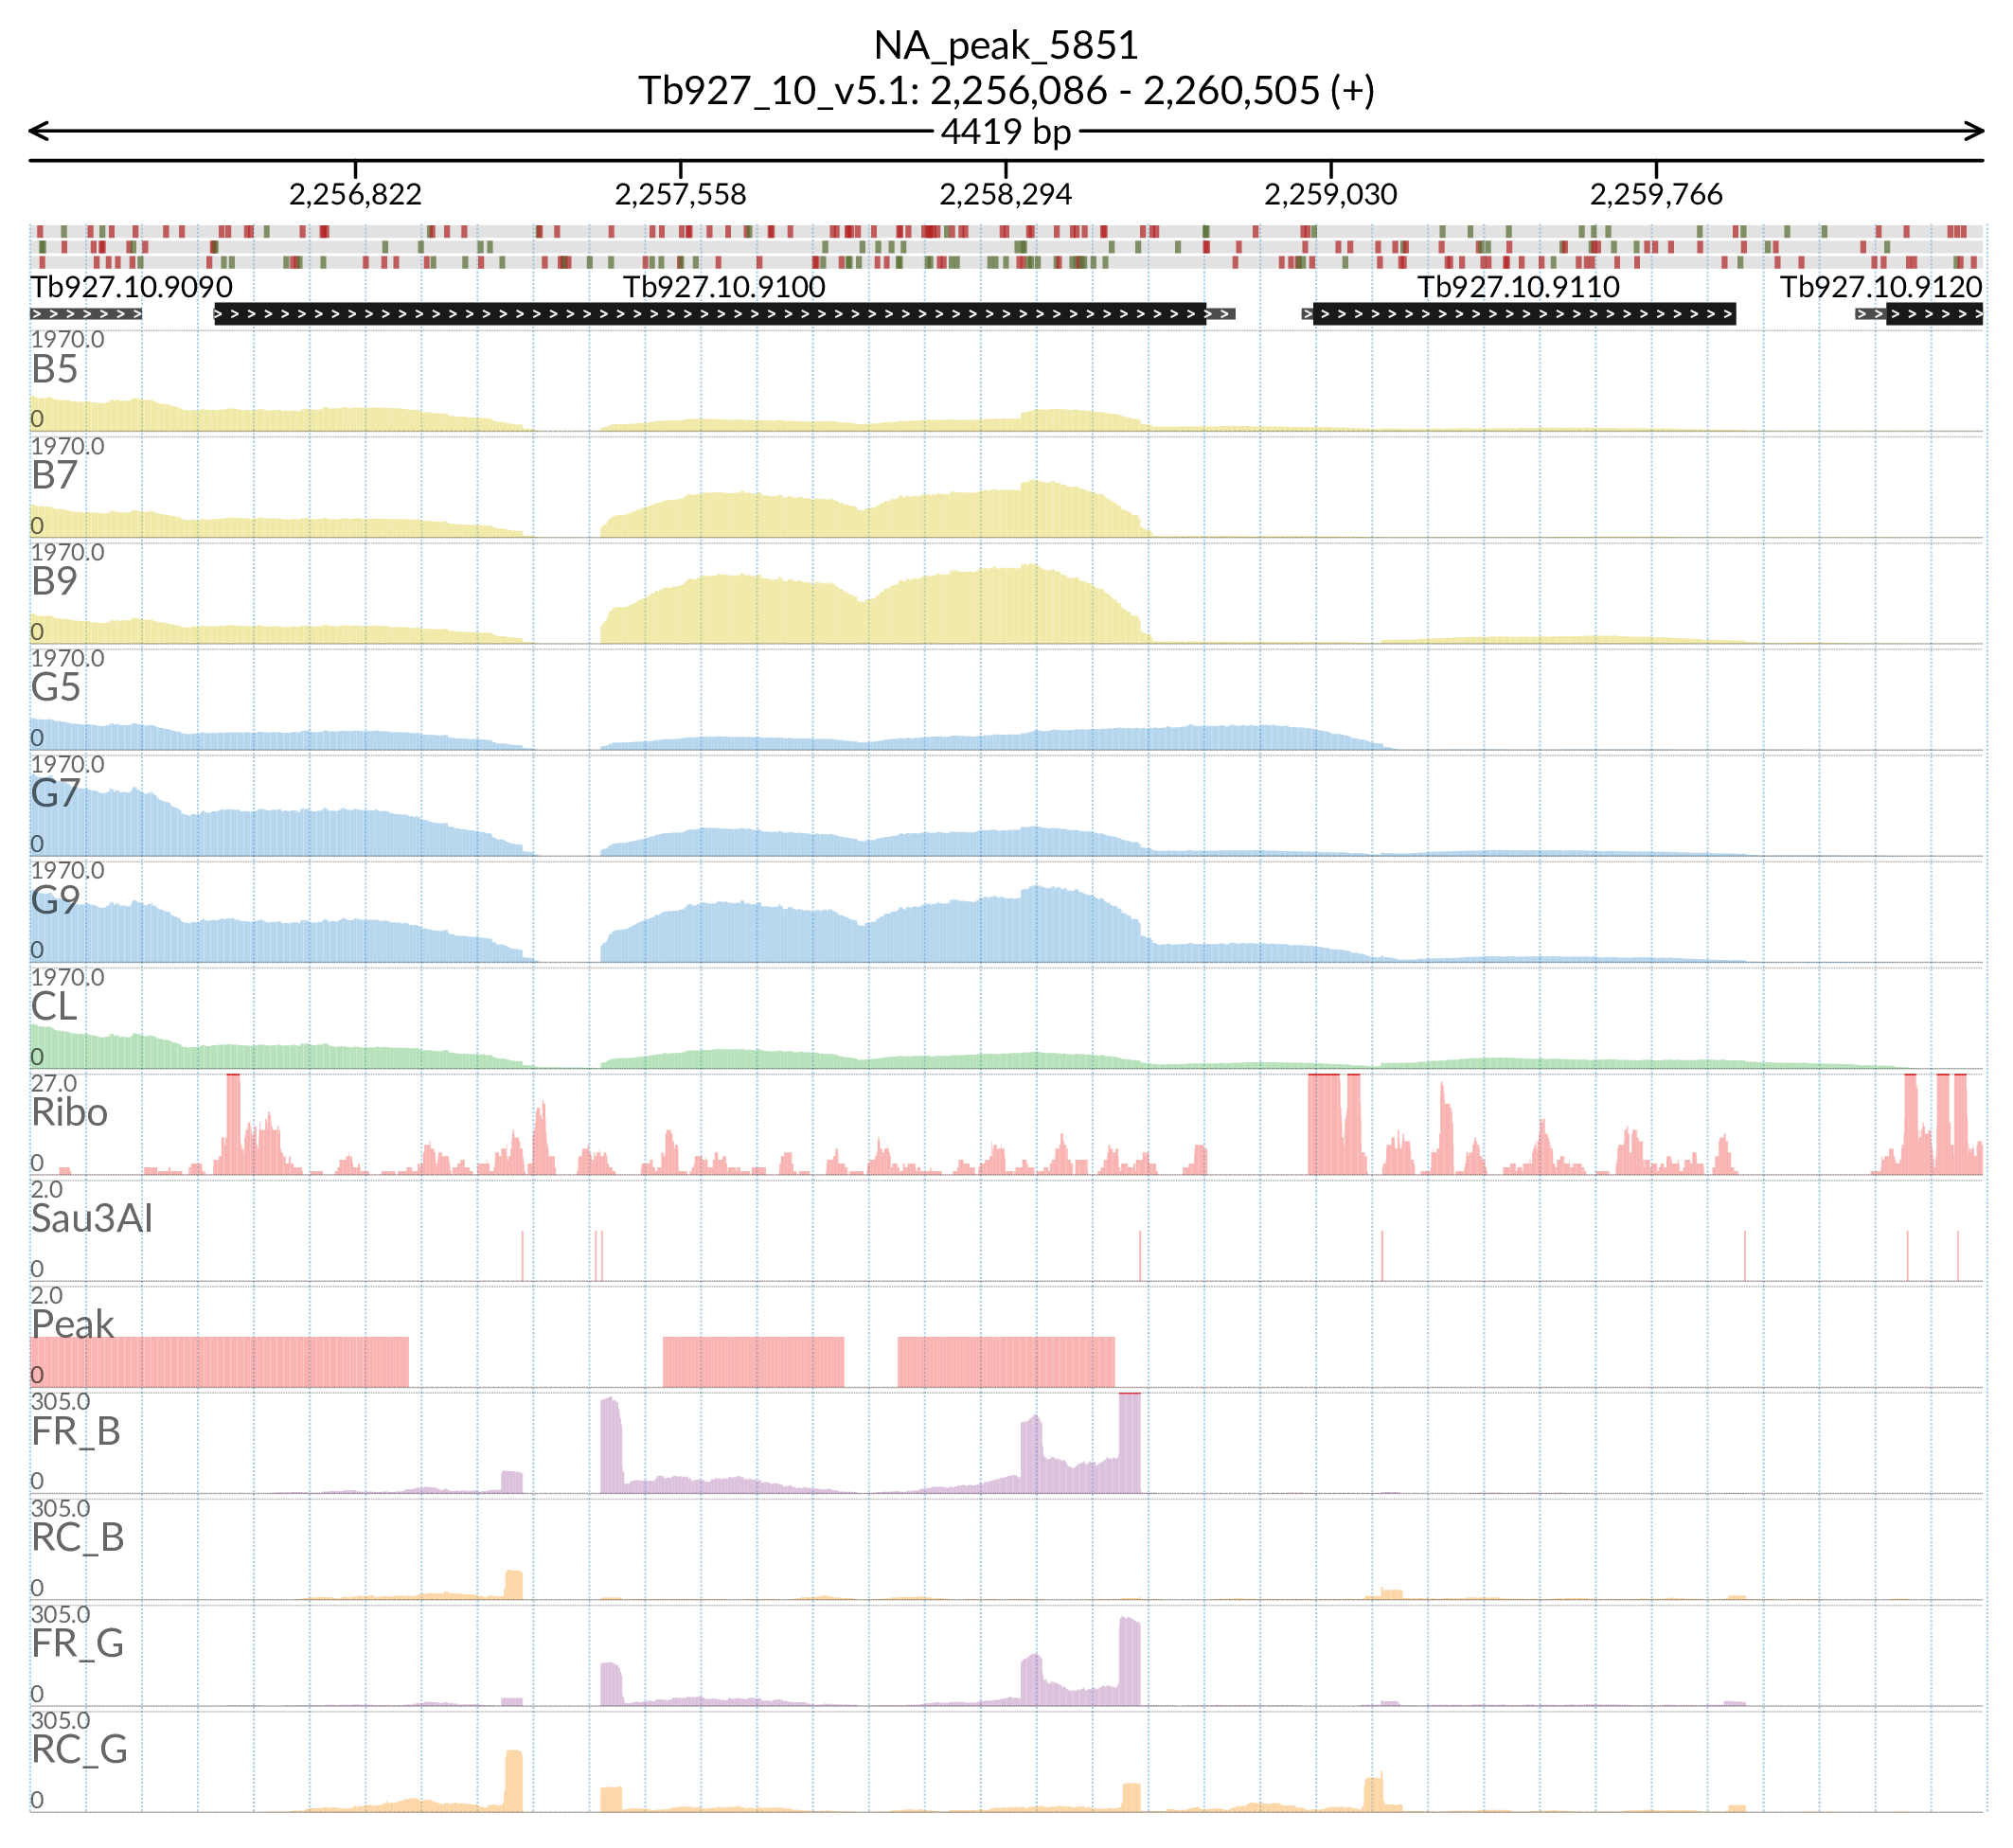 NA_peak_5851
Tb927_10_v5.1: 2,256,086 - 2,260,505 (+)
4419 bp
2,256,822 2,257,558 2,258,294 2,259,030 2,259,766
Tb927.10.9090 Tb927.10.9100 Tb927.10.9110 Tb927.10.9120
1970.0
B5
0
1970.0
B7
0
1970.0
B9
0
1970.0
G5
0
1970.0
G7
0
1970.0
G9
0
1970.0
CL
0
27.0
Ribo
0
2.0
Sau3AI
0
2.0
Peak
0
305.0
FR_B
0
305.0
RC_B
0
305.0
FR_G
0
305.0
RC_G
0